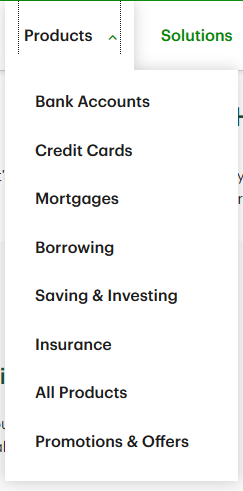 Products Solutions
Bank Accounts
Credit Cards
Mortgages
Borrowing
Saving & Investing
Insurance
All Products
Promotions & Offers